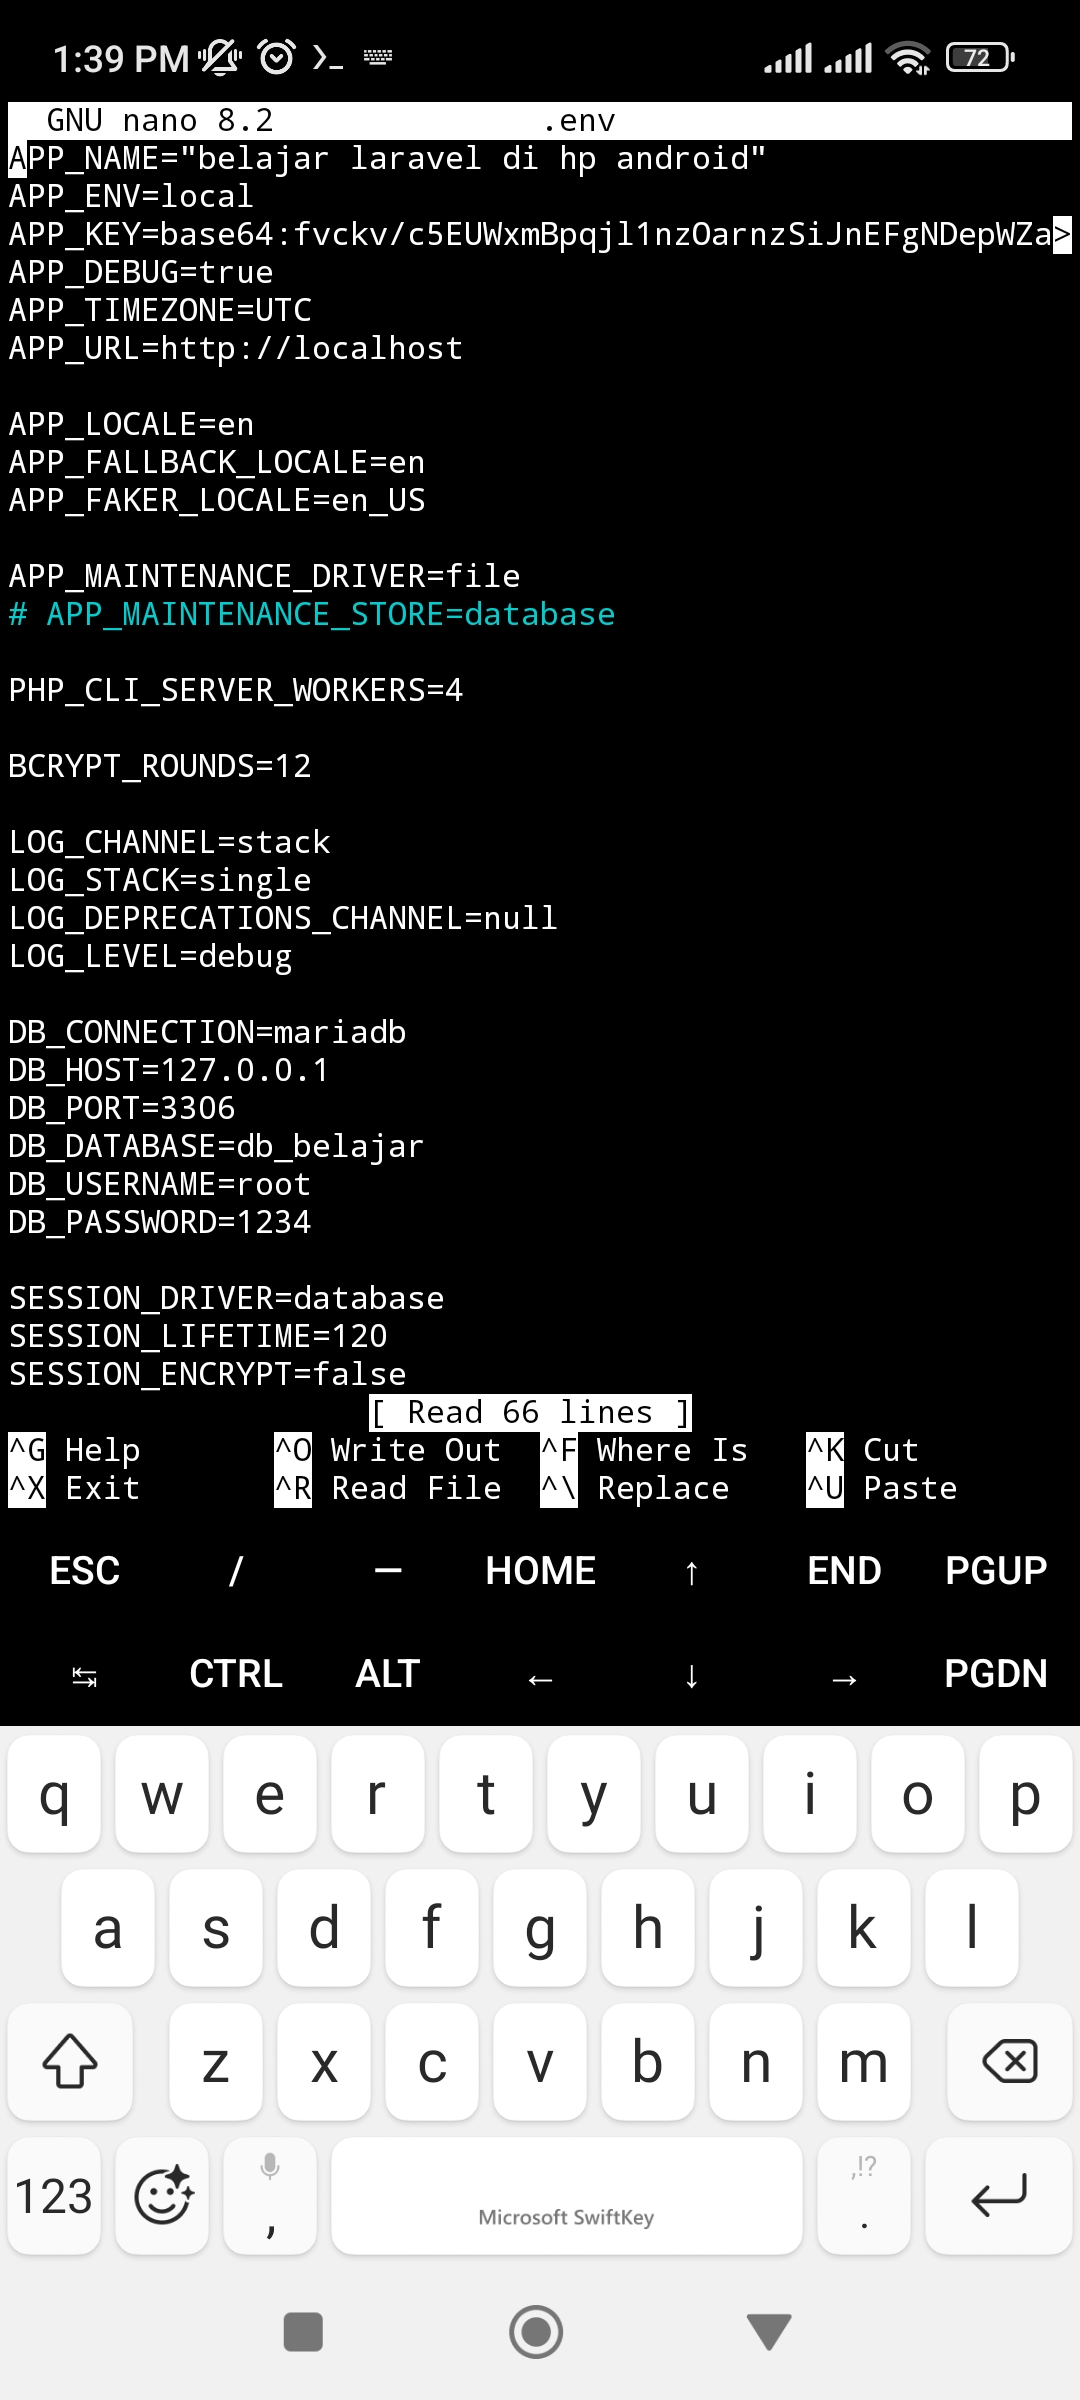 1:39 PM
72
GNU nano 8.2 .env
APP_NAME="belajar laravel di hp android"
APP_ENV=local
APP_KEY=base64:fvckv/c5EUWxmBpqjl1nzOarnzSiJnEFgNDepWZa>
APP_DEBUG=true
APP_TIMEZONE=UTC
APP_URL=http://localhost
APP_LOCALE=en
APP_FALLBACK_LOCALE=en
APP_FAKER_LOCALE=en_US
APP_MAINTENANCE_DRIVER=file
# APP_MAINTENANCE_STORE=database
PHP_CLI_SERVER_WORKERS=4
BCRYPT_ROUNDS=12
LOG_CHANNEL=stack
LOG_STACK=single
LOG_DEPRECATIONS_CHANNEL=null
LOG_LEVEL=debug
DB_CONNECTION=mariadb
DB_HOST=127.0.0.1
DB_PORT=3306
DB_DATABASE=db_belajar
DB_USERNAME=root
DB_PASSWORD=1234
SESSION_DRIVER=database
SESSION_LIFETIME=120
SESSION_ENCRYPT=false
[ Read 66 lines ]
^G Help ^O Write Out ^F Where Is ^K Cut
^X Exit ^R Read File ^\ Replace ^U Paste
ESC / — HOME ↑ END PGUP
↹ CTRL ALT ← ↓ → PGDN
q w e r t y u i o p
a s d f g h j k l
z x c v b n m
123 , Microsoft SwiftKey ,!? .